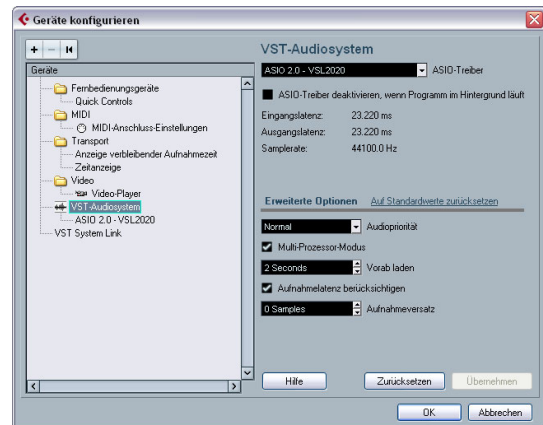 Geräte konfigurieren
Geräte
Fernbedienungsgeräte
Quick Controls
MIDI
MIDI-Anschluss-Einstellungen
Transport
Anzeige verbleibender Aufnahmezeit
Zeitanzeige
Video
Video-Player
VST-Audiosystem
ASIO 2.0 - VSL2020
VST System Link
VST-Audiosystem
ASIO 2.0 - VSL2020 ASIO-Treiber
ASIO-Treiber deaktivieren, wenn Programm im Hintergrund läuft
Eingangslatenz: 23.220 ms
Ausgangslatenz: 23.220 ms
Samplerate: 44100.0 Hz
Erweiterte Optionen Auf Standardwerte zurücksetzen
Normal Audiopriorität
Multi-Prozessor-Modus
2 Seconds Vorab laden
Aufnahmelatenz berücksichtigen
0 Samples Aufnahmeversatz
Hilfe Zurücksetzen Übernehmen
OK Abbrechen